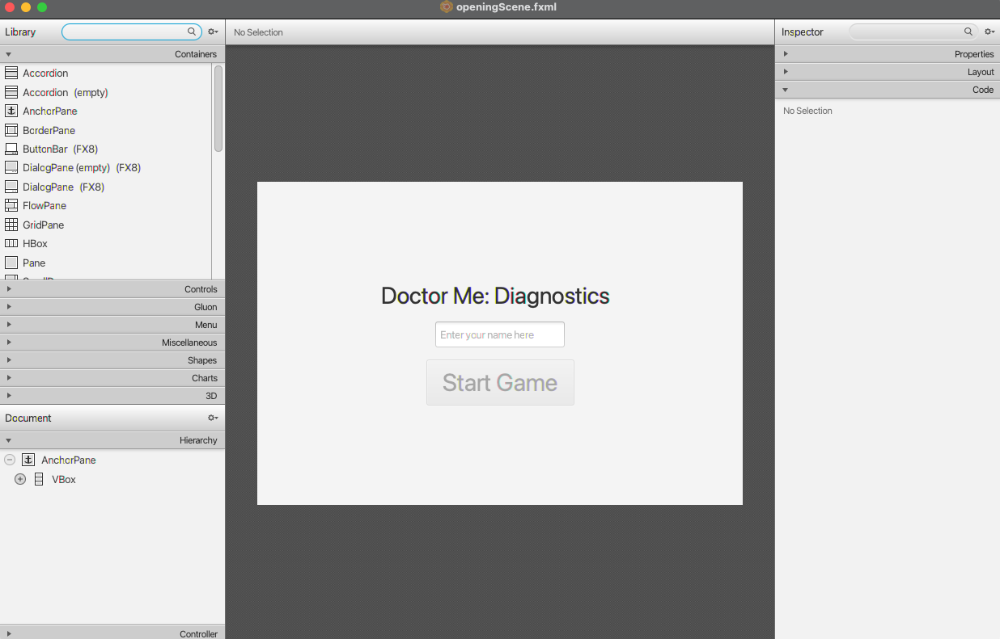 openingScene.fxml
Library
No Selection
Inspector
Containers
Accordion
Accordion (empty)
AnchorPane
BorderPane
ButtonBar (FX8)
DialogPane (empty) (FX8)
DialogPane (FX8)
FlowPane
GridPane
HBox
Pane
Controls
Gluon
Menu
Miscellaneous
Shapes
Charts
3D
Document
Hierarchy
AnchorPane
VBox
Controller
Doctor Me: Diagnostics
Enter your name here
Start Game
Properties
Layout
Code
No Selection